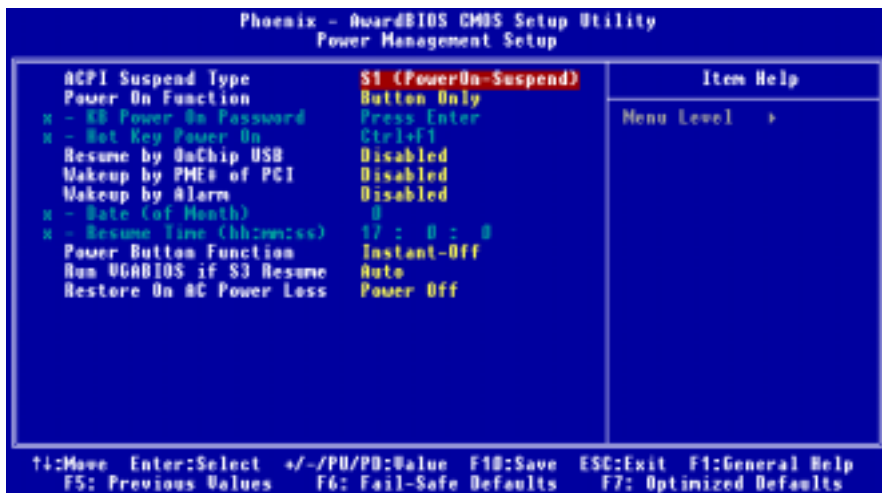 Phoenix - AwardBIOS CMOS Setup Utility
Power Management Setup
ACPI Suspend Type S1 (PowerOn-Suspend) Item Help
Power On Function Button Only
x - KB Power On Password Press Enter Menu Level ▸
x - Hot Key Power On Ctrl+F1
Resume by OnChip USB Disabled
Wakeup by PME# of PCI Disabled
Wakeup by Alarm Disabled
x - Date (of Month) 0
x - Resume Time (hh:mm:ss) 17 : 0 : 0
Power Button Function Instant-Off
Run VGABIOS if S3 Resume Auto
Restore On AC Power Loss Power Off
↑↓:Move Enter:Select +/-/PU/PD:Value F10:Save ESC:Exit F1:General Help
F5: Previous Values F6: Fail-Safe Defaults F7: Optimized Defaults